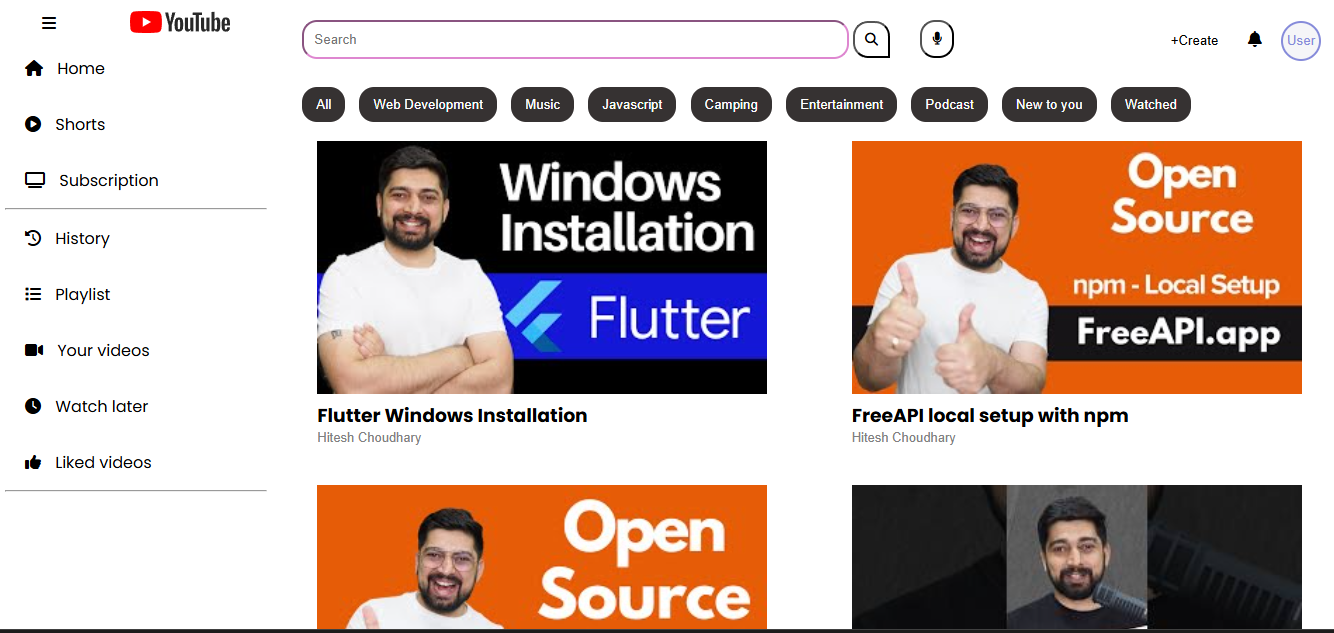 YouTube
Search
+Create
User
Home
Shorts
Subscription
History
Playlist
Your videos
Watch later
Liked videos
All
Web Development
Music
Javascript
Camping
Entertainment
Podcast
New to you
Watched
Windows
Installation
Flutter
Flutter Windows Installation
Hitesh Choudhary
Open
Source
npm - Local Setup
FreeAPI.app
FreeAPI local setup with npm
Hitesh Choudhary
Open
Source